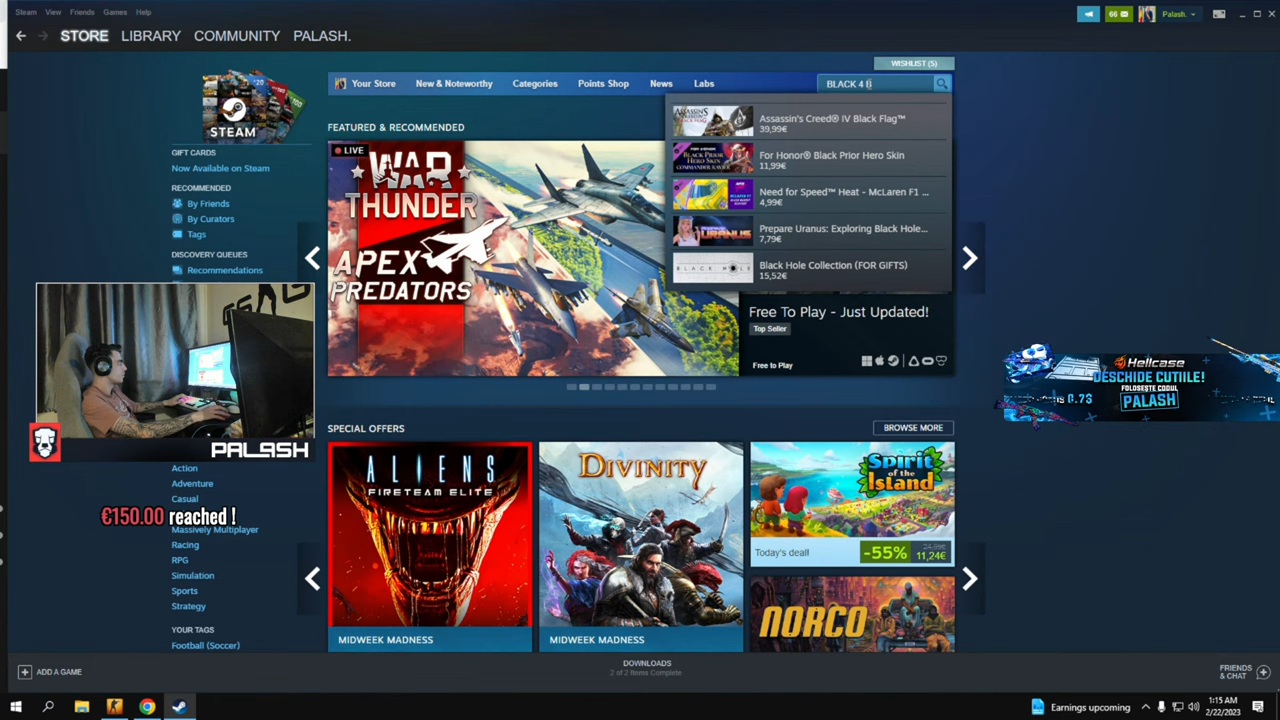 Steam View Friends Games Help
66
Palash.
STORE LIBRARY COMMUNITY PALASH.
WISHLIST (5)
Your Store New & Noteworthy Categories Points Shop News Labs
BLACK 4 B
STEAM
FEATURED & RECOMMENDED
LIVE
WAR
THUNDER
APEX
PREDATORS
Assassin's Creed® IV Black Flag™
39,99€
For Honor® Black Prior Hero Skin
11,99€
Need for Speed™ Heat - McLaren F1 ...
4,99€
Prepare Uranus: Exploring Black Hole...
7,79€
Black Hole Collection (FOR GIFTS)
15,52€
BLACK HOLE
Free To Play - Just Updated!
Top Seller
Free to Play
GIFT CARDS
Now Available on Steam
RECOMMENDED
By Friends
By Curators
Tags
DISCOVERY QUEUES
Recommendations
PALASH
Hellcase
DESCHIDE CUTIILE!
FOLOSEȘTE CODUL
PALASH
0.7$
SPECIAL OFFERS
BROWSE MORE
ALIENS
FIRETEAM ELITE
MIDWEEK MADNESS
DIVINITY
MIDWEEK MADNESS
Spirit
of the
Island
Today's deal!
-55%
24,99€
11,24€
NORCO
Action
Adventure
Casual
€150.00 reached !
Massively Multiplayer
Racing
RPG
Simulation
Sports
Strategy
YOUR TAGS
Football (Soccer)
ADD A GAME
DOWNLOADS
2 of 2 Items Complete
FRIENDS
& CHAT
Earnings upcoming
1:15 AM
2/22/2023